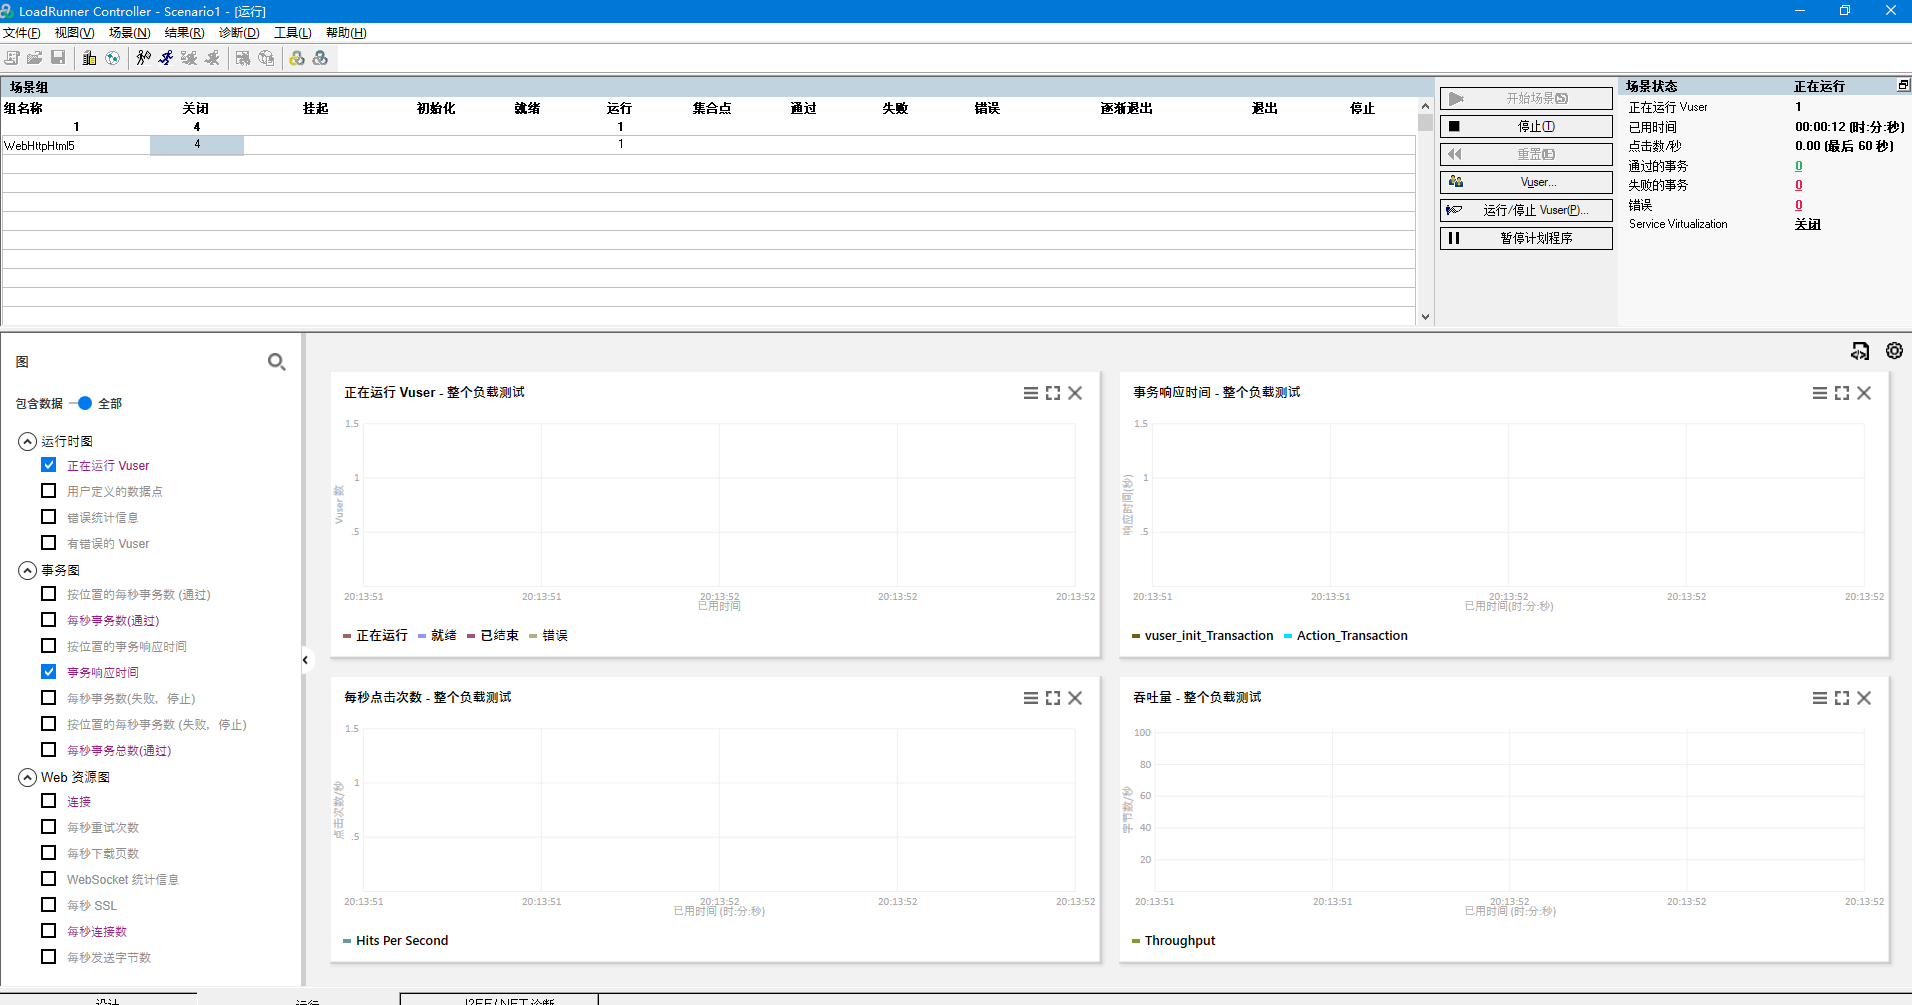 LoadRunner Controller - Scenario1 - [运行]
文件(F) 视图(V) 场景(N) 结果(R) 诊断(D) 工具(L) 帮助(H)
场景组
组名称 关闭 挂起 初始化 就绪 运行 集合点 通过 失败 错误 逐渐退出 退出 停止
1 4 1
WebHttpHtml5 4 1
开始场景(S)
停止(T)
重置(E)
Vuser...
运行/停止 Vuser(P)...
暂停计划程序
场景状态 正在运行
正在运行 Vuser 1
已用时间 00:00:12 (时:分:秒)
点击数/秒 0.00 (最后 60 秒)
通过的事务 0
失败的事务 0
错误 0
Service Virtualization 关闭
图
包含数据 全部
运行时图
正在运行 Vuser
用户定义的数据点
错误统计信息
有错误的 Vuser
事务图
按位置的每秒事务数 (通过)
每秒事务数(通过)
按位置的事务响应时间
事务响应时间
每秒事务数(失败, 停止)
按位置的每秒事务数 (失败, 停止)
每秒事务总数(通过)
Web 资源图
连接
每秒重试次数
每秒下载页数
WebSocket 统计信息
每秒 SSL
每秒连接数
每秒发送字节数
正在运行 Vuser - 整个负载测试
1.5
1
.5
Vuser 数
20:13:51 20:13:51 20:13:52 20:13:52 20:13:52
已用时间
正在运行 就绪 已结束 错误
事务响应时间 - 整个负载测试
1.5
1
.5
响应时间(秒)
20:13:51 20:13:51 20:13:52 20:13:52 20:13:52
已用时间(时:分:秒)
vuser_init_Transaction Action_Transaction
每秒点击次数 - 整个负载测试
1.5
1
.5
点击次数/秒
20:13:51 20:13:51 20:13:52 20:13:52 20:13:52
已用时间 (时:分:秒)
Hits Per Second
吞吐量 - 整个负载测试
100
80
60
40
20
字节数/秒
20:13:51 20:13:51 20:13:52 20:13:52 20:13:52
已用时间 (时:分:秒)
Throughput
设计 运行 J2EE/.NET 诊断